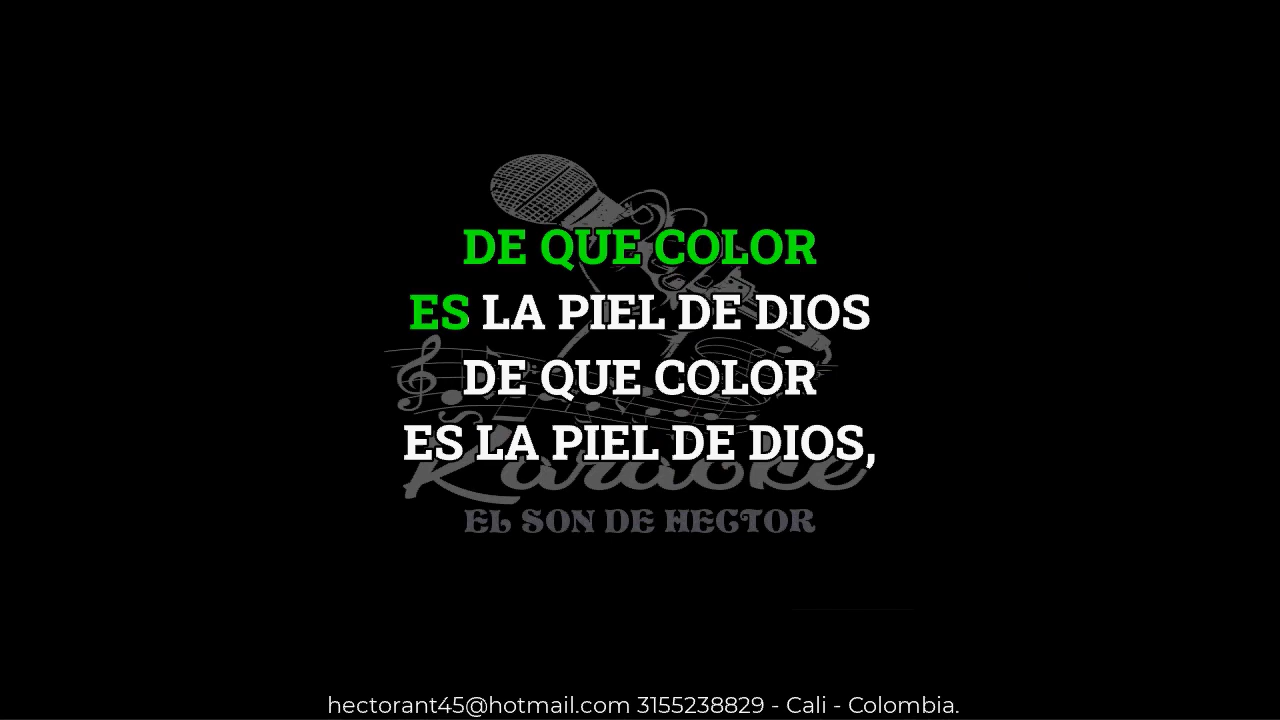 DE QUE COLOR
ES LA PIEL DE DIOS
DE QUE COLOR
ES LA PIEL DE DIOS,
Karaoke
EL SON DE HECTOR
hectorant45@hotmail.com 3155238829 - Cali - Colombia.